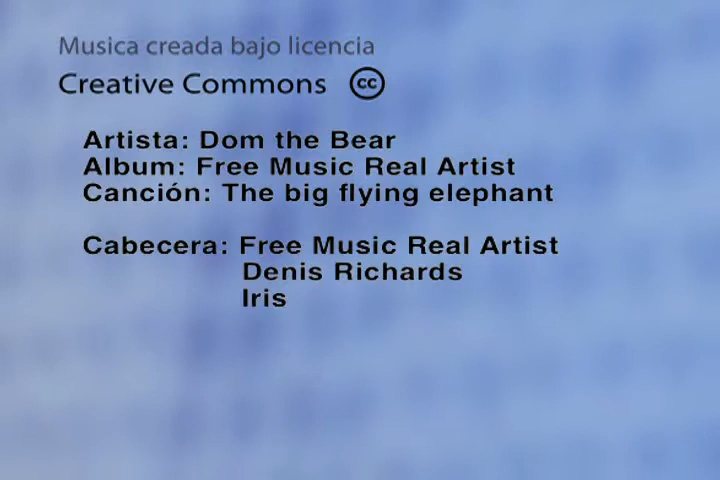 Musica creada bajo licencia
Creative Commons cc
Artista: Dom the Bear
Album: Free Music Real Artist
Canción: The big flying elephant
Cabecera: Free Music Real Artist
Denis Richards
Iris